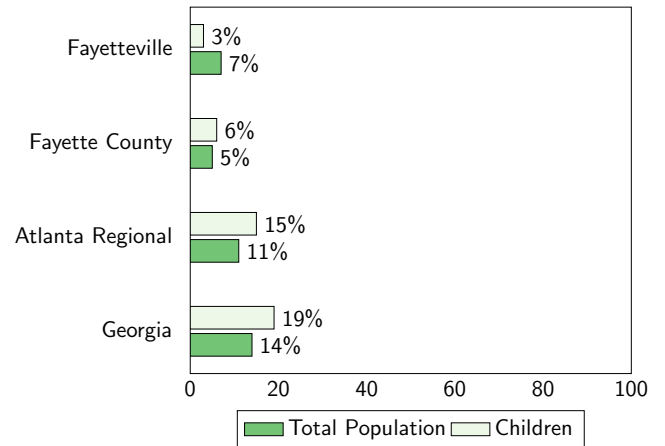 Fayetteville
3%
7%
Fayette County
6%
5%
Atlanta Regional
15%
11%
Georgia
19%
14%
0 20 40 60 80 100
Total Population Children